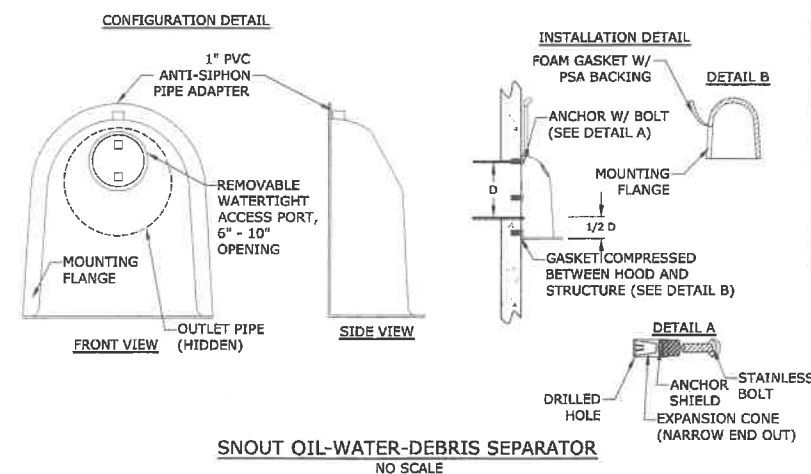 CONFIGURATION DETAIL
1" PVC
ANTI-SIPHON
PIPE ADAPTER
REMOVABLE
WATERTIGHT
ACCESS PORT,
6" - 10"
OPENING
MOUNTING
FLANGE
OUTLET PIPE
(HIDDEN)
FRONT VIEW
SIDE VIEW
INSTALLATION DETAIL
FOAM GASKET W/
PSA BACKING
DETAIL B
ANCHOR W/ BOLT
(SEE DETAIL A)
D
MOUNTING
FLANGE
1/2 D
GASKET COMPRESSED
BETWEEN HOOD AND
STRUCTURE (SEE DETAIL B)
DETAIL A
DRILLED
HOLE
ANCHOR
SHIELD
STAINLESS
BOLT
EXPANSION CONE
(NARROW END OUT)
SNOUT OIL-WATER-DEBRIS SEPARATOR
NO SCALE